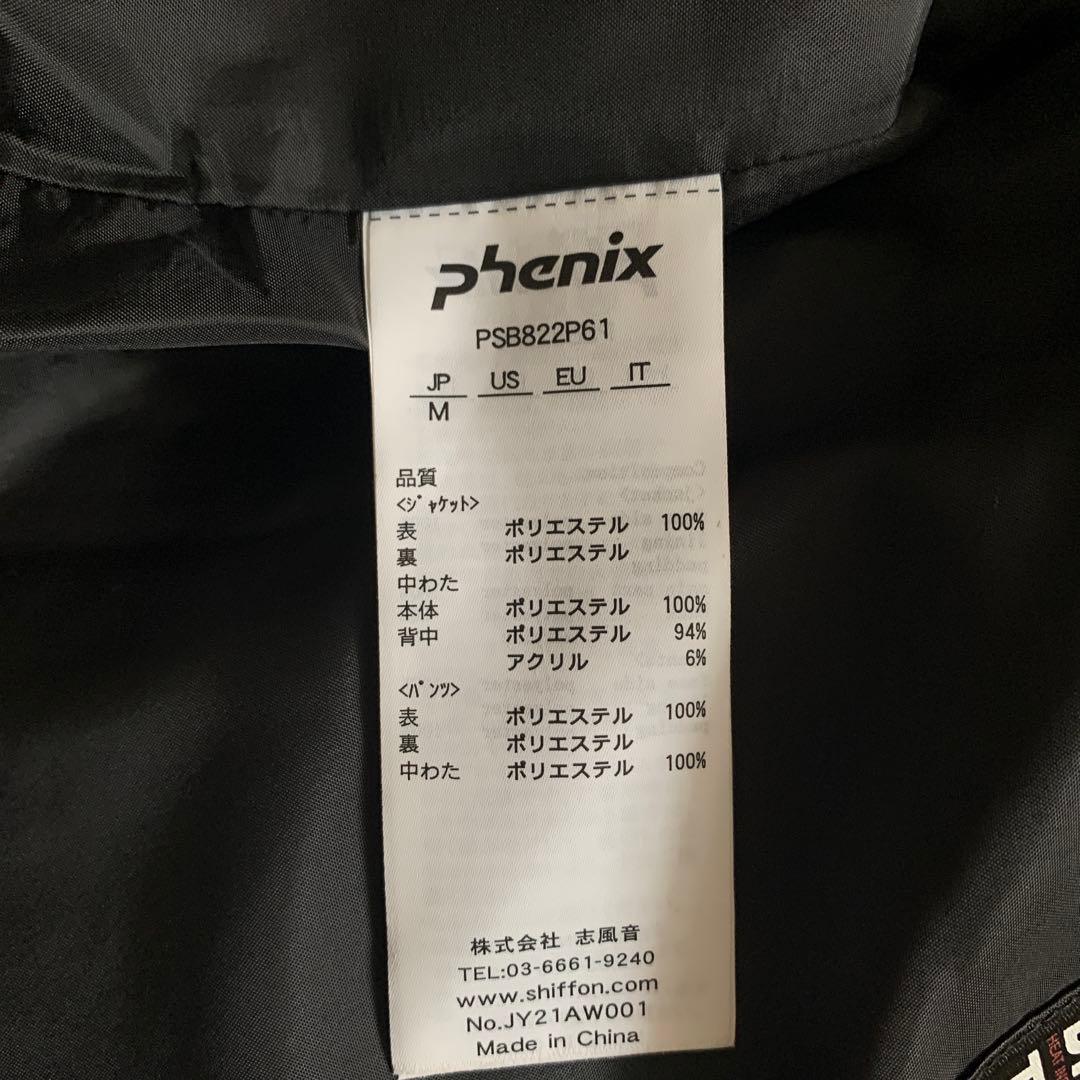 phenix
PSB822P61
JP US EU IT
M
品質
<ｼﾞｬｹｯﾄ>
表 ポリエステル 100%
裏 ポリエステル
中わた
本体 ポリエステル 100%
背中 ポリエステル 94%
アクリル 6%
<ﾊﾟﾝﾂ>
表 ポリエステル 100%
裏 ポリエステル
中わた ポリエステル 100%
株式会社 志風音
TEL:03-6661-9240
www.shiffon.com
No.JY21AW001
Made in China
HEAT